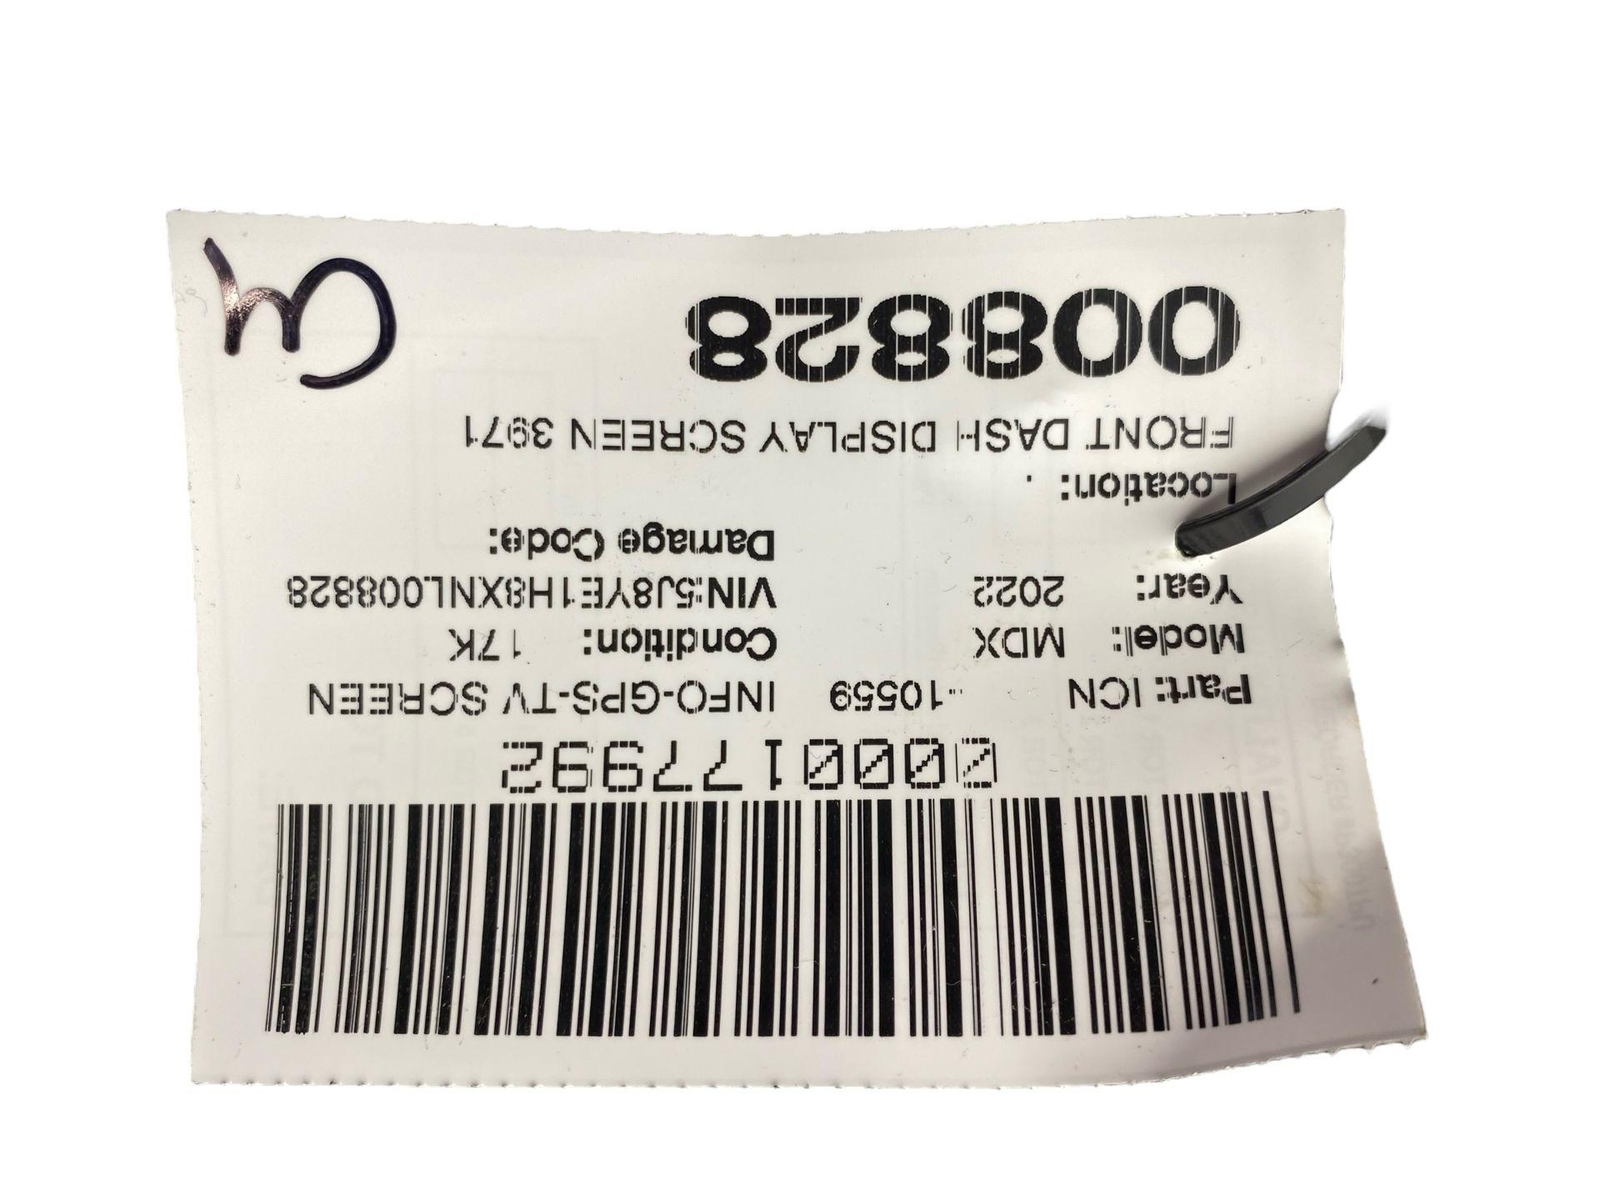 0000177992
Part: ICN ..10559 INFO-GPS-TV SCREEN
Model: MDX Condition: 17K
Year: 2022 VIN:5J8YE1H8XNL008828
Damage Code:
Location: .
FRONT DASH DISPLAY SCREEN 3971
008828